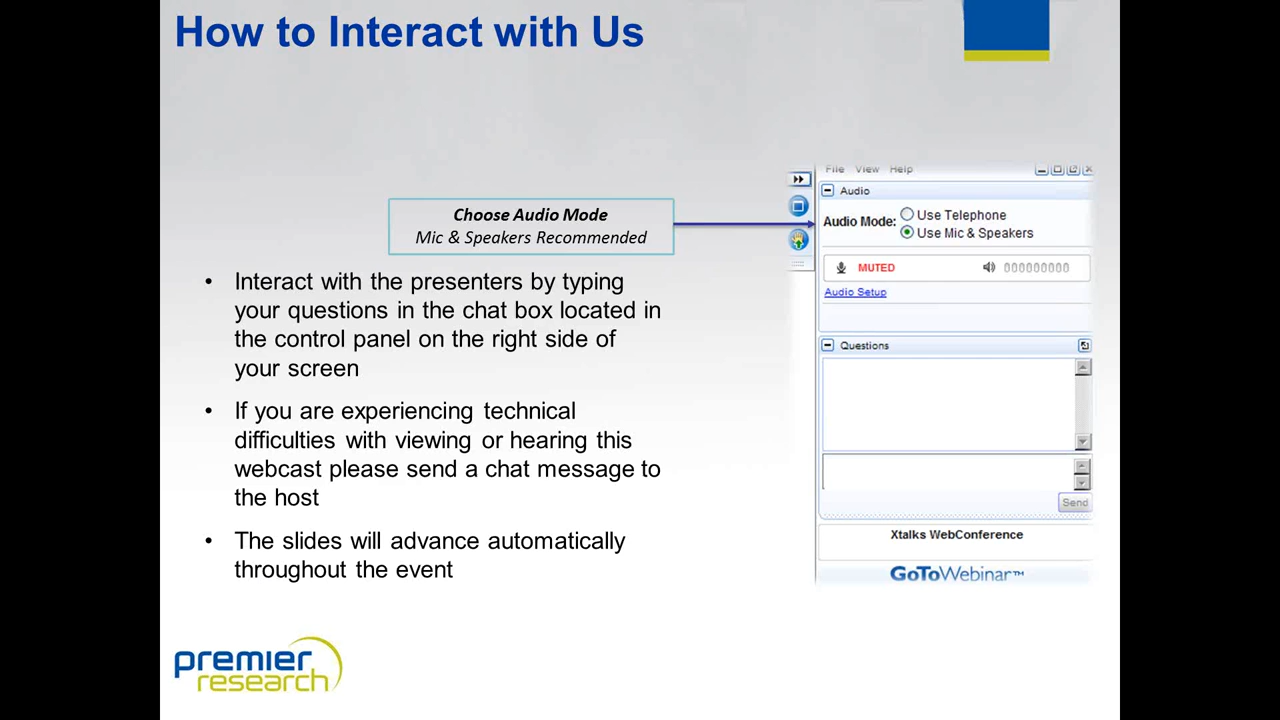 How to Interact with Us
Choose Audio Mode
Mic & Speakers Recommended
• Interact with the presenters by typing
your questions in the chat box located in
the control panel on the right side of
your screen
• If you are experiencing technical
difficulties with viewing or hearing this
webcast please send a chat message to
the host
• The slides will advance automatically
throughout the event
File View Help
Audio
Audio Mode: Use Telephone
Use Mic & Speakers
MUTED 000000000
Audio Setup
Questions
Send
Xtalks WebConference
GoToWebinar™
premier
research